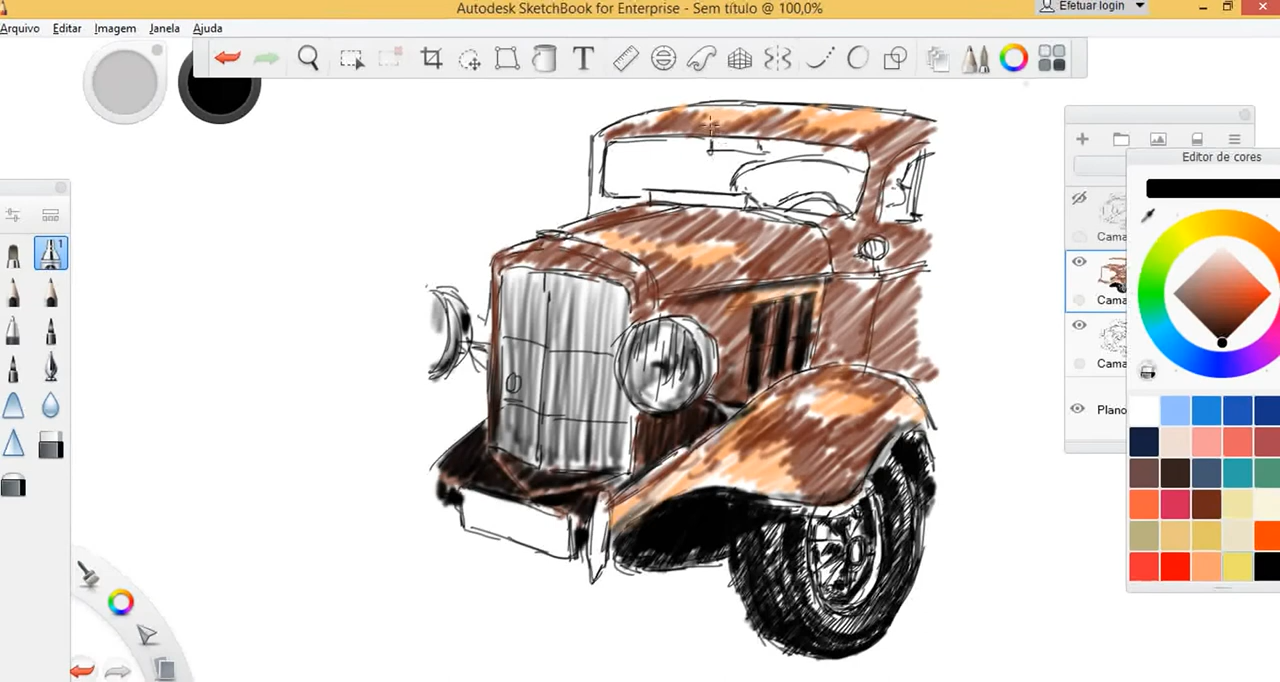 Autodesk SketchBook for Enterprise - Sem título @ 100,0%
Efetuar login
Arquivo Editar Imagem Janela Ajuda
Editor de cores
Cama
Cama
Cama
Plano